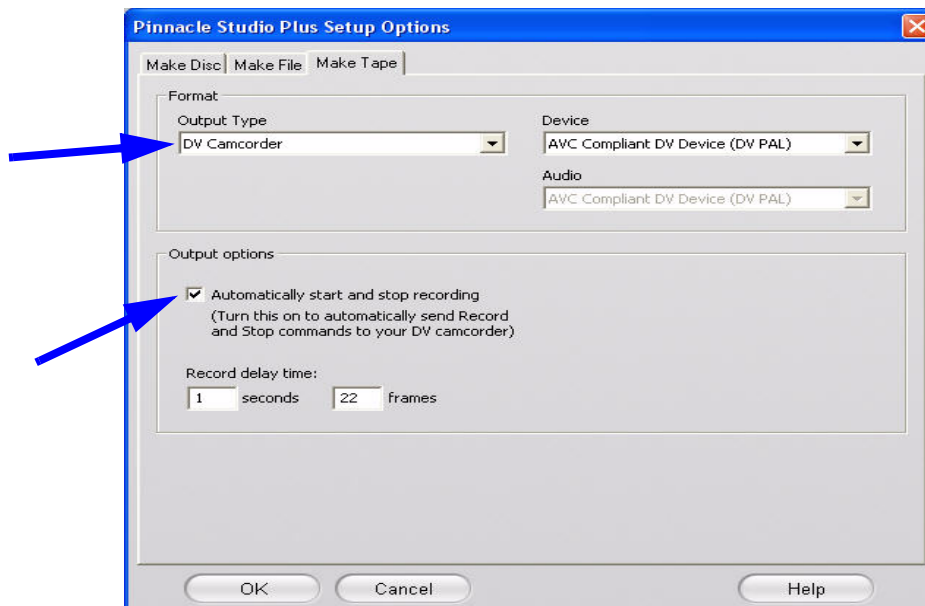 Pinnacle Studio Plus Setup Options
Make Disc Make File Make Tape
Format
Output Type
DV Camcorder
Device
AVC Compliant DV Device (DV PAL)
Audio
AVC Compliant DV Device (DV PAL)
Output options
Automatically start and stop recording
(Turn this on to automatically send Record
and Stop commands to your DV camcorder)
Record delay time:
1 seconds 22 frames
OK Cancel Help